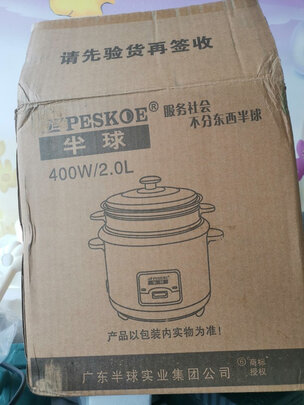 请先验货再签收
PESKOE®
半球
服务社会
不分东西半球
400W/2.0L
产品以包装内实物为准!
广东半球实业集团公司
商标
授权